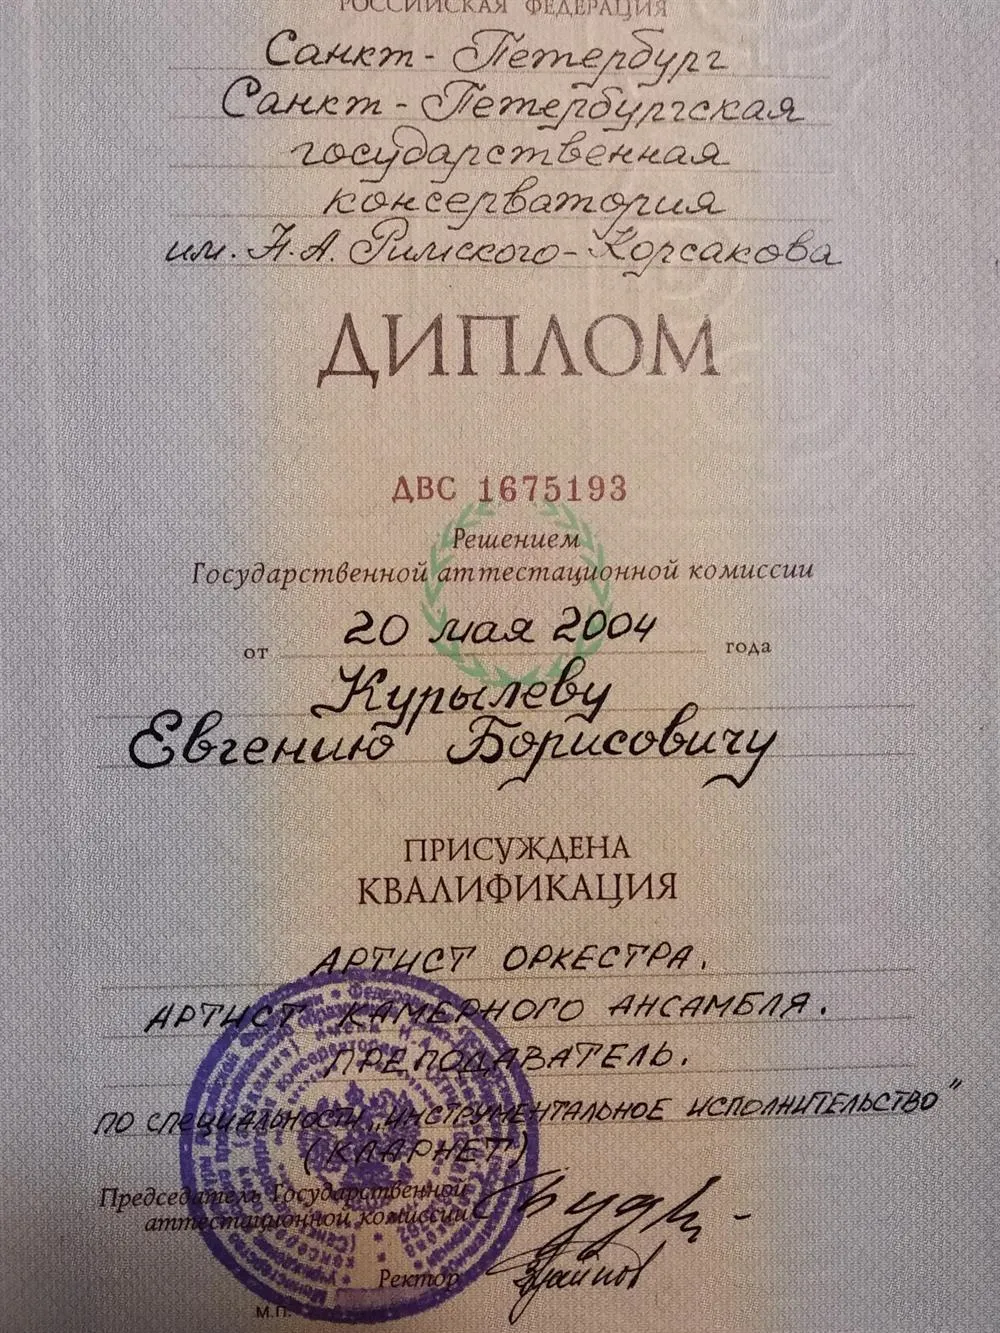 РОССИЙСКАЯ ФЕДЕРАЦИЯ
Санкт-Петербург
Санкт-Петербургская
государственная
консерватория
им. Н.А. Римского-Корсакова
ДИПЛОМ
ДВС 1675193
Решением
Государственной аттестационной комиссии
от 20 мая 2004 года
Курылеву
Евгению Борисовичу
ПРИСУЖДЕНА
КВАЛИФИКАЦИЯ
АРТИСТ ОРКЕСТРА.
АРТИСТ КАМЕРНОГО АНСАМБЛЯ.
ПРЕПОДАВАТЕЛЬ.
ПО СПЕЦИАЛЬНОСТИ „ИНСТРУМЕНТАЛЬНОЕ ИСПОЛНИТЕЛЬСТВО"
(КЛАРНЕТ)
Председатель Государственной
аттестационной комиссии
Ректор
М.П.